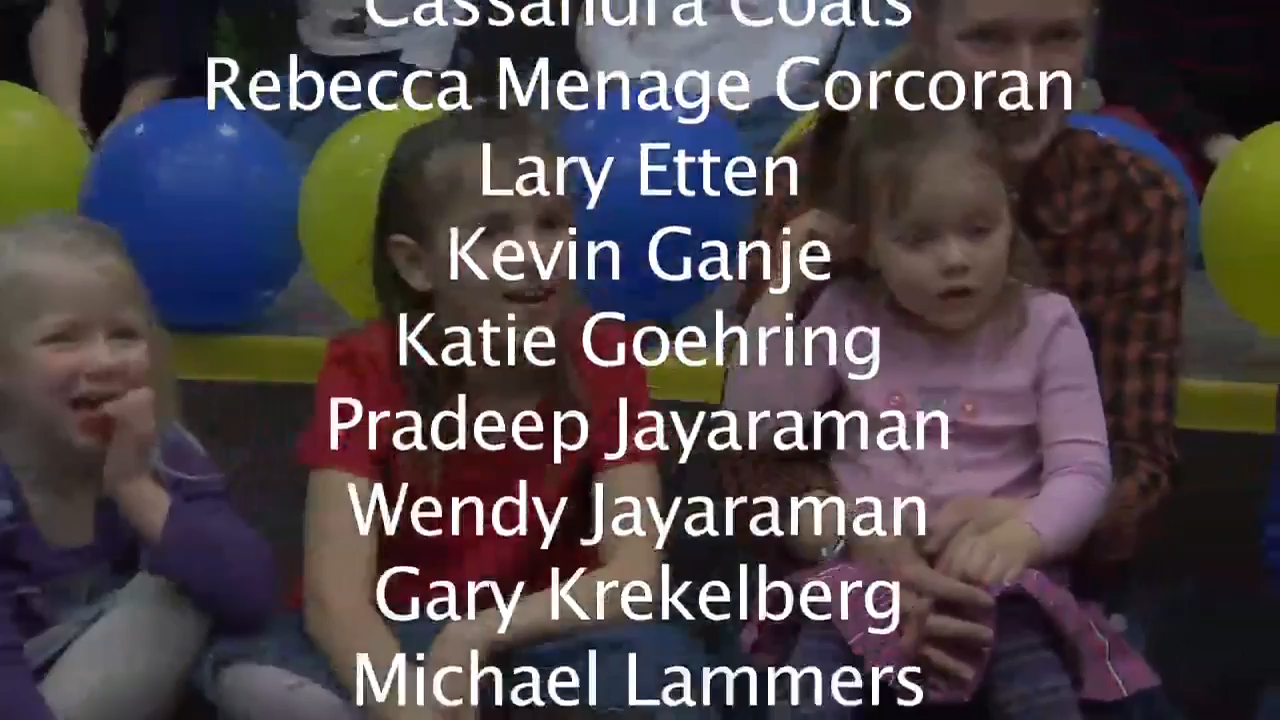 Cassandra Coats
Rebecca Menage Corcoran
Lary Etten
Kevin Ganje
Katie Goehring
Pradeep Jayaraman
Wendy Jayaraman
Gary Krekelberg
Michael Lammers